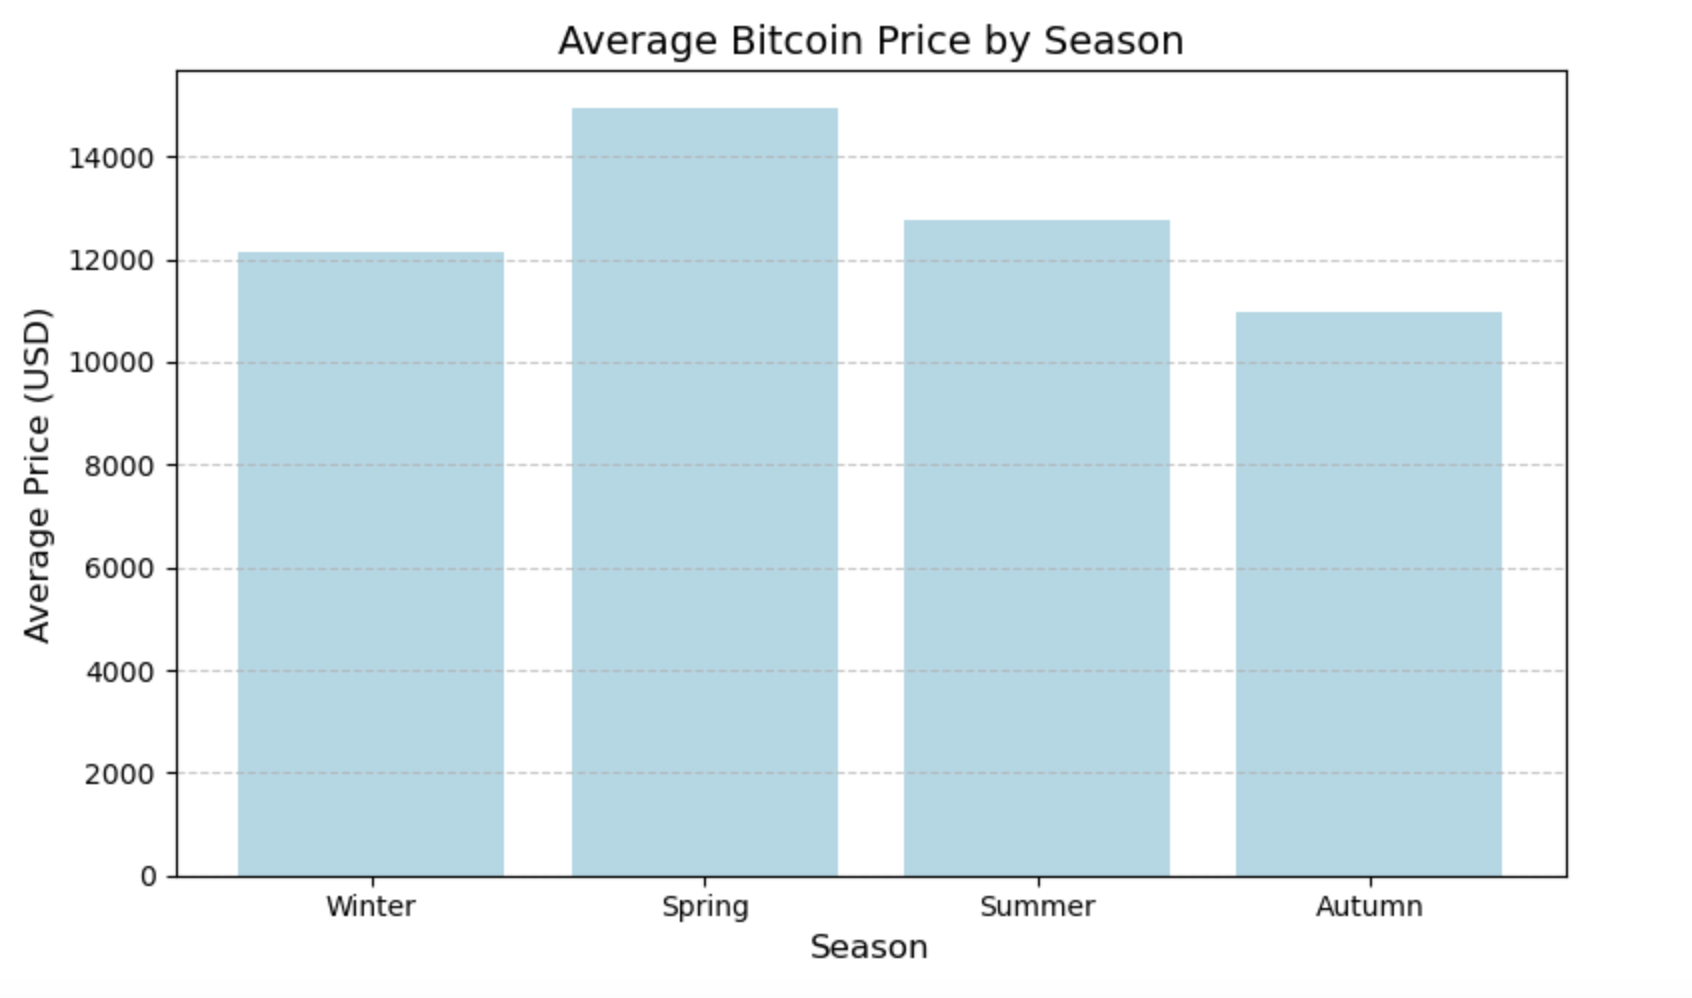 Average Bitcoin Price by Season
Average Price (USD)
14000
12000
10000
8000
6000
4000
2000
0
Winter Spring Summer Autumn
Season